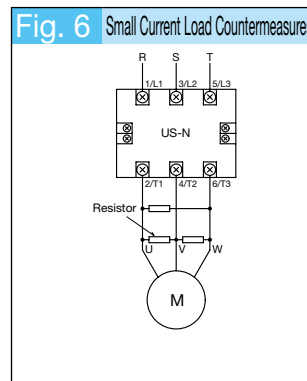 Fig. 6 Small Current Load Countermeasure
R S T
1/L1 3/L2 5/L3
US-N
2/T1 4/T2 6/T3
Resistor
U V W
M